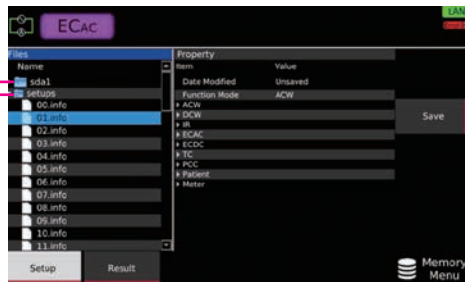 ECAC
LAN
Files
Property
Name
Item Value
sda1
Date Modified Unsaved
setups
Function Mode ACW
00.info
ACW
01.info
DCW
Save
02.info
IR
03.info
ECAC
04.info
ECDC
05.info
TC
06.info
PCC
07.info
Patient
08.info
Meter
09.info
10.info
11.info
Setup
Result
Memory
Menu